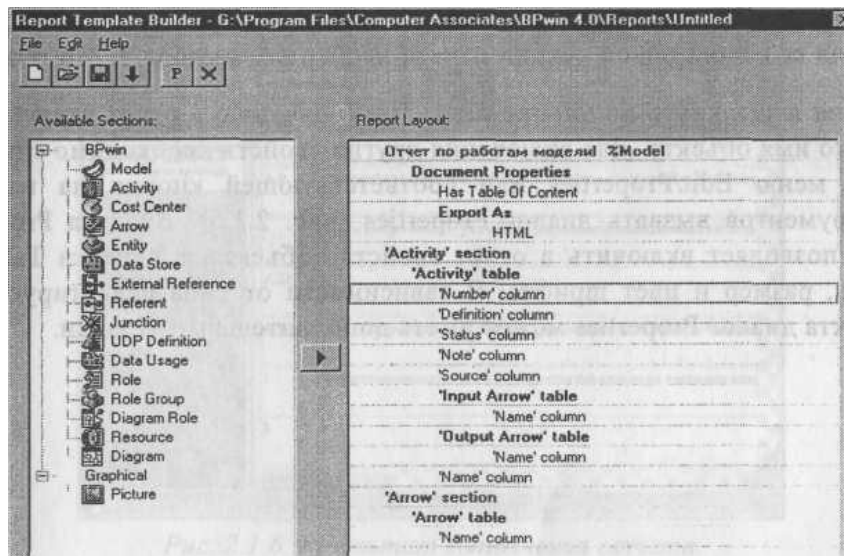 Report Template Builder - G:\Program Files\Computer Associates\BPwin 4.0\Reports\Untitled
File Edit Help
P
Available Sections:
BPwin
Model
Activity
Cost Center
Arrow
Entity
Data Store
External Reference
Referent
Junction
UDP Definition
Data Usage
Role
Role Group
Diagram Role
Resource
Diagram
Graphical
Picture
Report Layout:
Отчет по работам модели %Model
Document Properties
Has Table Of Content
Export As
HTML
'Activity' section
'Activity' table
'Number' column
'Definition' column
'Status' column
'Note' column
'Source' column
'Input Arrow' table
'Name' column
'Output Arrow' table
'Name' column
'Name' column
'Arrow' section
'Arrow' table
'Name' column